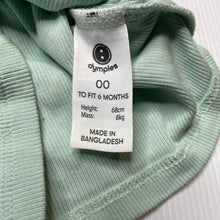 dymples
00
TO FIT 6 MONTHS
Height: 68cm
Mass: 8kg
MADE IN
BANGLADESH